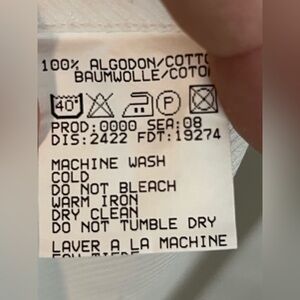 100% ALGODON/COTTO
BAUMWOLLE/COTO
40° P
PROD:0000 SEA:08
DIS:2422 FDT:19274
MACHINE WASH
COLD
DO NOT BLEACH
WARM IRON
DRY CLEAN
DO NOT TUMBLE DRY
LAVER A LA MACHINE